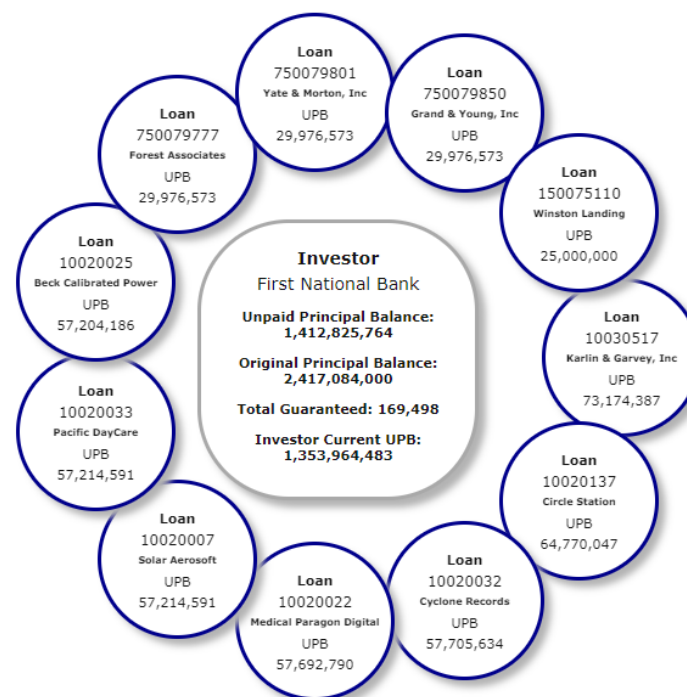 Loan
750079801
Yate & Morton, Inc
UPB
29,976,573
Loan
750079850
Grand & Young, Inc
UPB
29,976,573
Loan
150075110
Winston Landing
UPB
25,000,000
Loan
10030517
Karlin & Garvey, Inc
UPB
73,174,387
Loan
10020137
Circle Station
UPB
64,770,047
Loan
10020032
Cyclone Records
UPB
57,705,634
Loan
10020022
Medical Paragon Digital
UPB
57,692,790
Loan
10020007
Solar Aerosoft
UPB
57,214,591
Loan
10020033
Pacific DayCare
UPB
57,214,591
Loan
10020025
Beck Calibrated Power
UPB
57,204,186
Loan
750079777
Forest Associates
UPB
29,976,573
Investor
First National Bank
Unpaid Principal Balance:
1,412,825,764
Original Principal Balance:
2,417,084,000
Total Guaranteed: 169,498
Investor Current UPB:
1,353,964,483